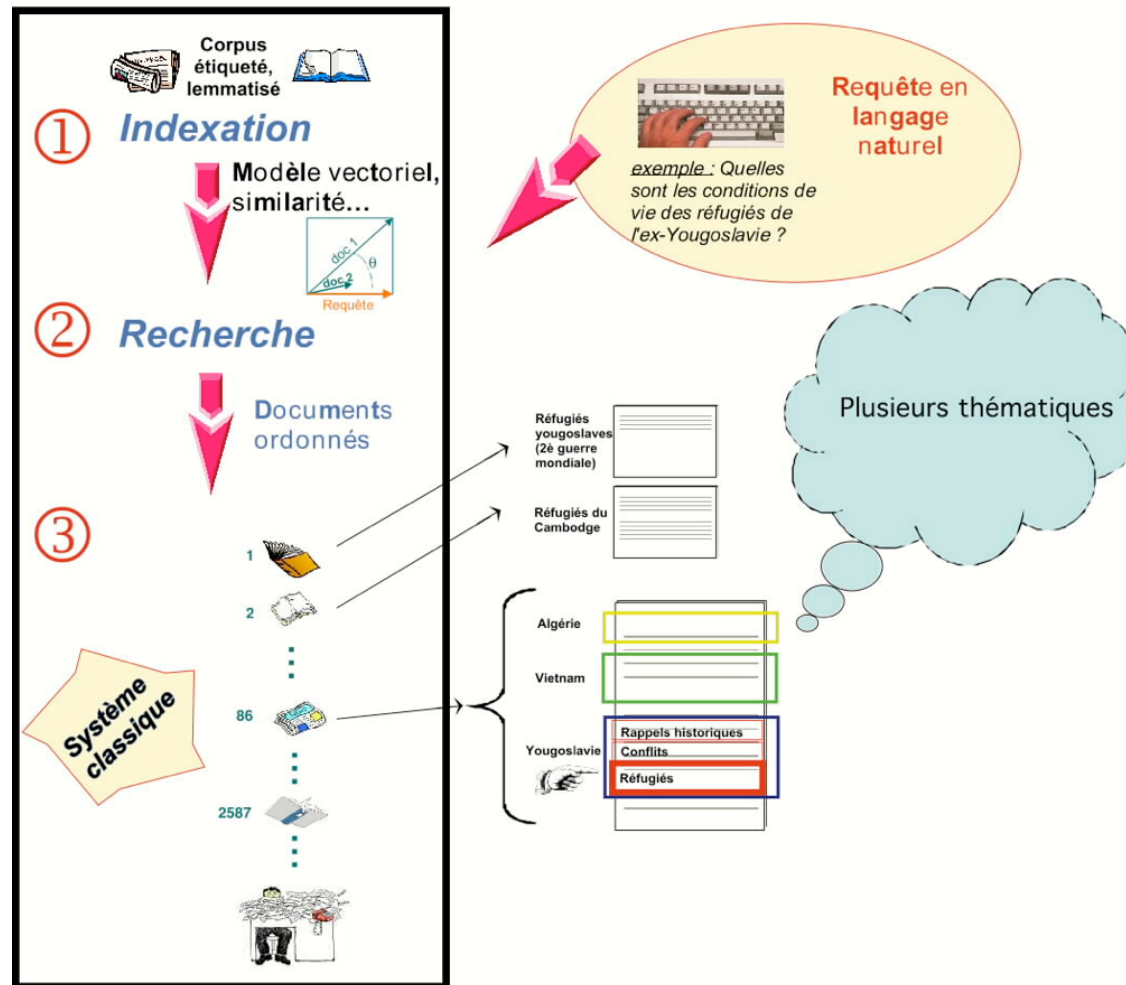 Corpus
étiqueté,
lemmatisé
1
Indexation
Modèle vectoriel,
similarité...
doc 1
θ
doc 2
Requête
Requête en
langage
naturel
exemple : Quelles
sont les conditions de
vie des réfugiés de
l'ex-Yougoslavie ?
2
Recherche
Documents
ordonnés
Plusieurs thématiques
3
1
2
86
2587
Système
classique
Réfugiés
yougoslaves
(2è guerre
mondiale)
Réfugiés du
Cambodge
Algérie
Vietnam
Yougoslavie
Rappels historiques
Conflits
Réfugiés